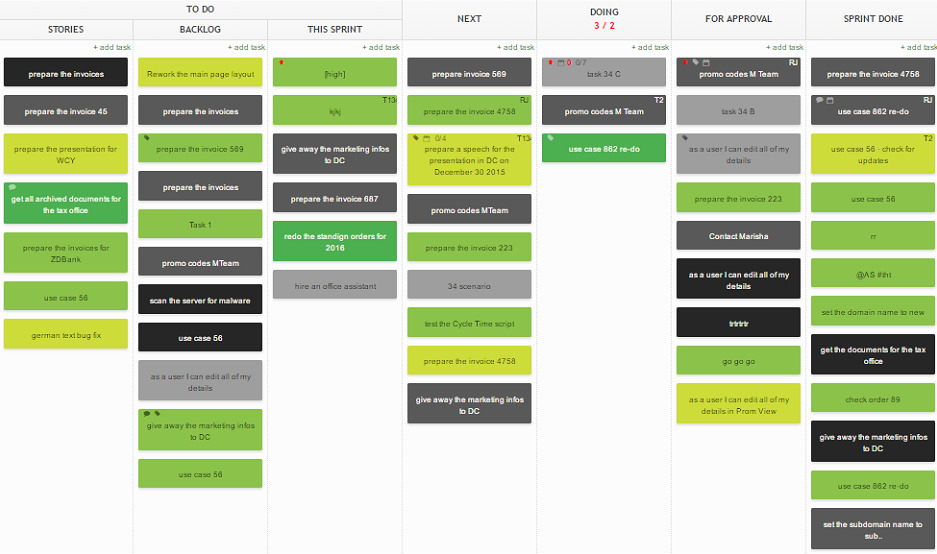 TO DO
STORIES
BACKLOG
THIS SPRINT
NEXT
DOING
3 / 2
FOR APPROVAL
SPRINT DONE
+ add task
prepare the invoices
prepare the invoice 45
prepare the presentation for
WCY
get all archived documents for
the tax office
prepare the invoices for
ZDBank
use case 56
german text bug fix
+ add task
Rework the main page layout
prepare the invoices
prepare the invoice 569
prepare the invoices
Task 1
promo codes MTeam
scan the server for malware
use case 56
as a user I can edit all of my
details
give away the marketing infos
to DC
use case 56
+ add task
[high]
T13
kjkj
give away the marketing infos
to DC
prepare the invoice 687
redo the standign orders for
2016
hire an office assistant
+ add task
prepare invoice 569
RJ
prepare the invoice 4758
0/4
T13
prepare a speech for the
presentation in DC on
December 30 2015
promo codes MTeam
prepare the invoice 223
34 scenario
test the Cycle Time script
prepare the invoice 4758
give away the marketing infos
to DC
+ add task
0 0/7
task 34 C
T2
promo codes M Team
use case 862 re-do
+ add task
RJ
promo codes M Team
task 34 B
as a user I can edit all of my
details
prepare the invoice 223
Contact Marisha
as a user I can edit all of my
details
trtrtrtr
go go go
as a user I can edit all of my
details in Prom View
+ add task
prepare the invoice 4758
RJ
use case 862 re-do
T2
use case 56 - check for
updates
use case 56
rr
@AS #tht
set the domain name to new
get the documents for the tax
office
check order 89
give away the marketing infos
to DC
use case 862 re-do
set the subdomain name to
sub..